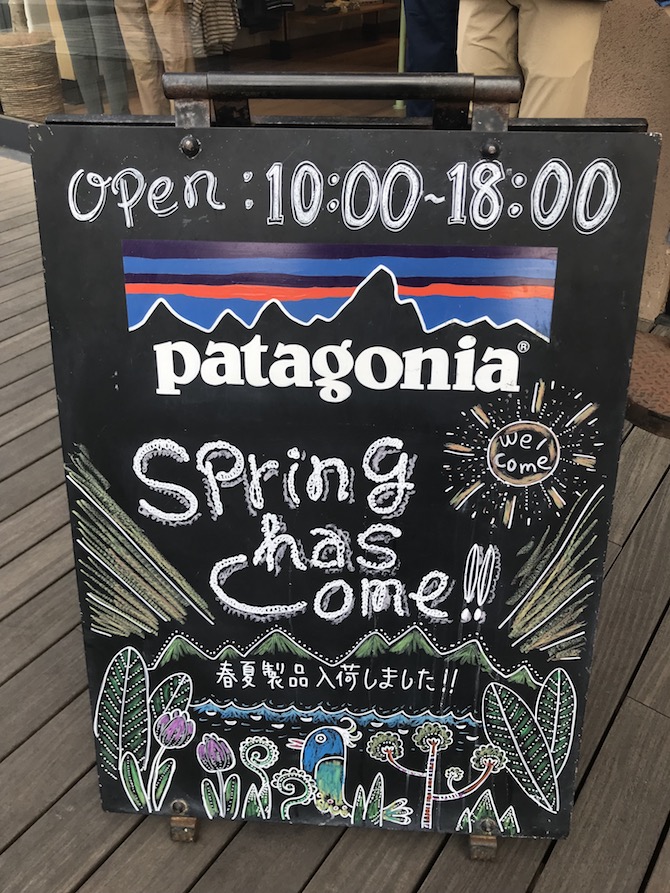 open : 10:00~18:00
patagonia®
wel
come
Spring
has
Come!!
春夏製品入荷しました!!